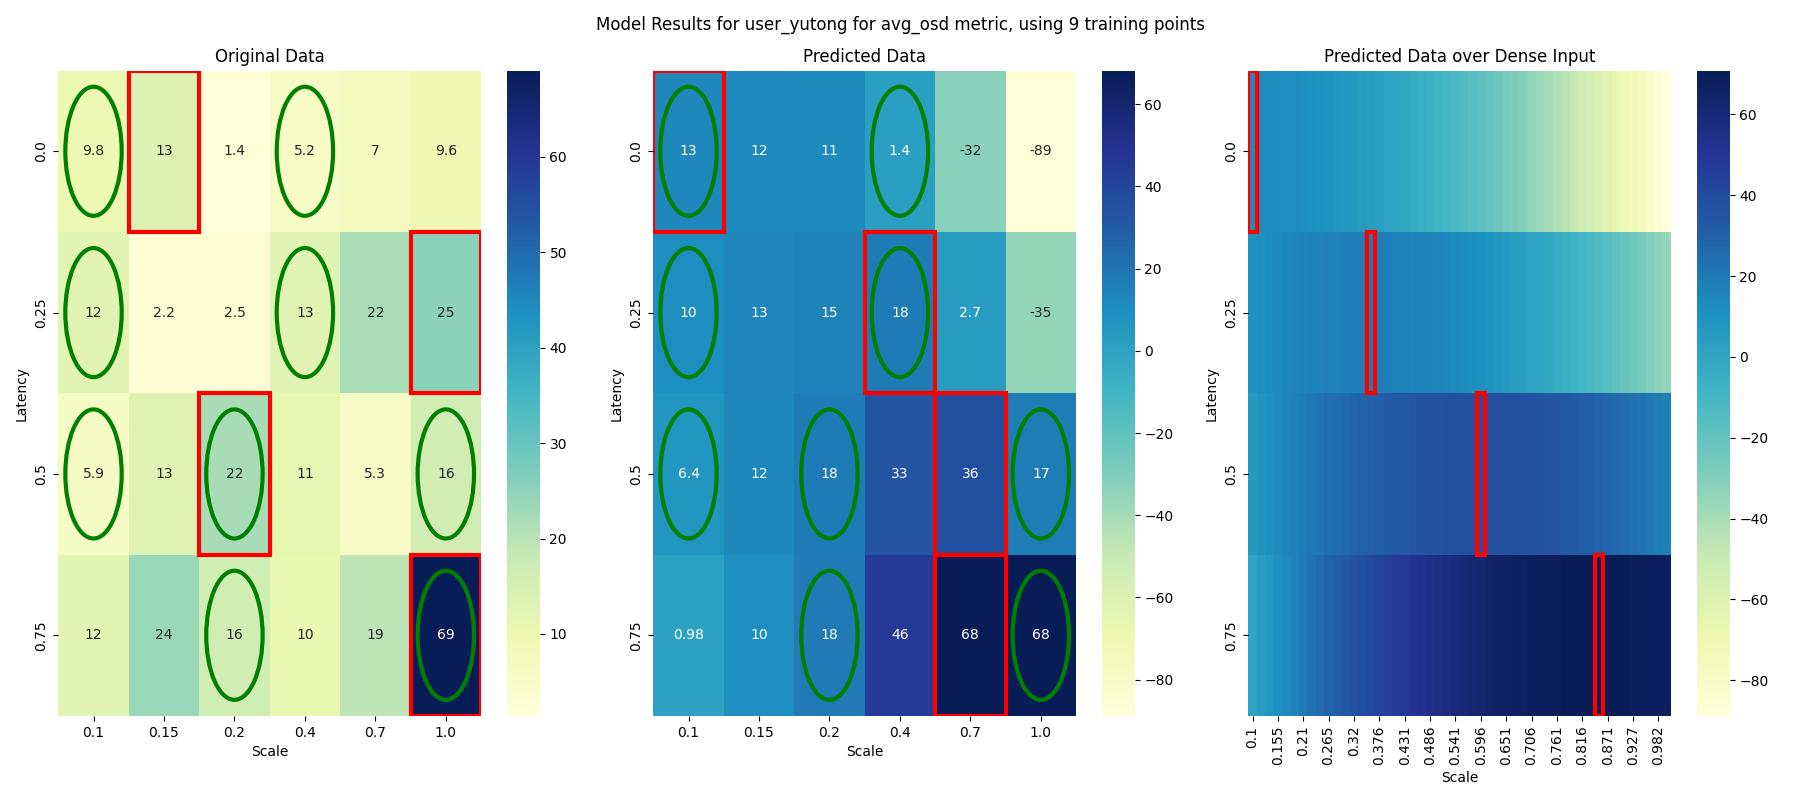 Model Results for user_yutong for avg_osd metric, using 9 training points
Original Data
9.8 13 1.4 5.2 7 9.6
12 2.2 2.5 13 22 25
5.9 13 22 11 5.3 16
12 24 16 10 19 69
0.0
0.25
0.5
0.75
Latency
0.1 0.15 0.2 0.4 0.7 1.0
Scale
60
50
40
30
20
10
Predicted Data
13 12 11 1.4 -32 -89
10 13 15 18 2.7 -35
6.4 12 18 33 36 17
0.98 10 18 46 68 68
0.0
0.25
0.5
0.75
Latency
0.1 0.15 0.2 0.4 0.7 1.0
Scale
60
40
20
0
−20
−40
−60
−80
Predicted Data over Dense Input
0.0
0.25
0.5
0.75
Latency
0.1 0.155 0.21 0.265 0.32 0.376 0.431 0.486 0.541 0.596 0.651 0.706 0.761 0.816 0.871 0.927 0.982
Scale
60
40
20
0
−20
−40
−60
−80